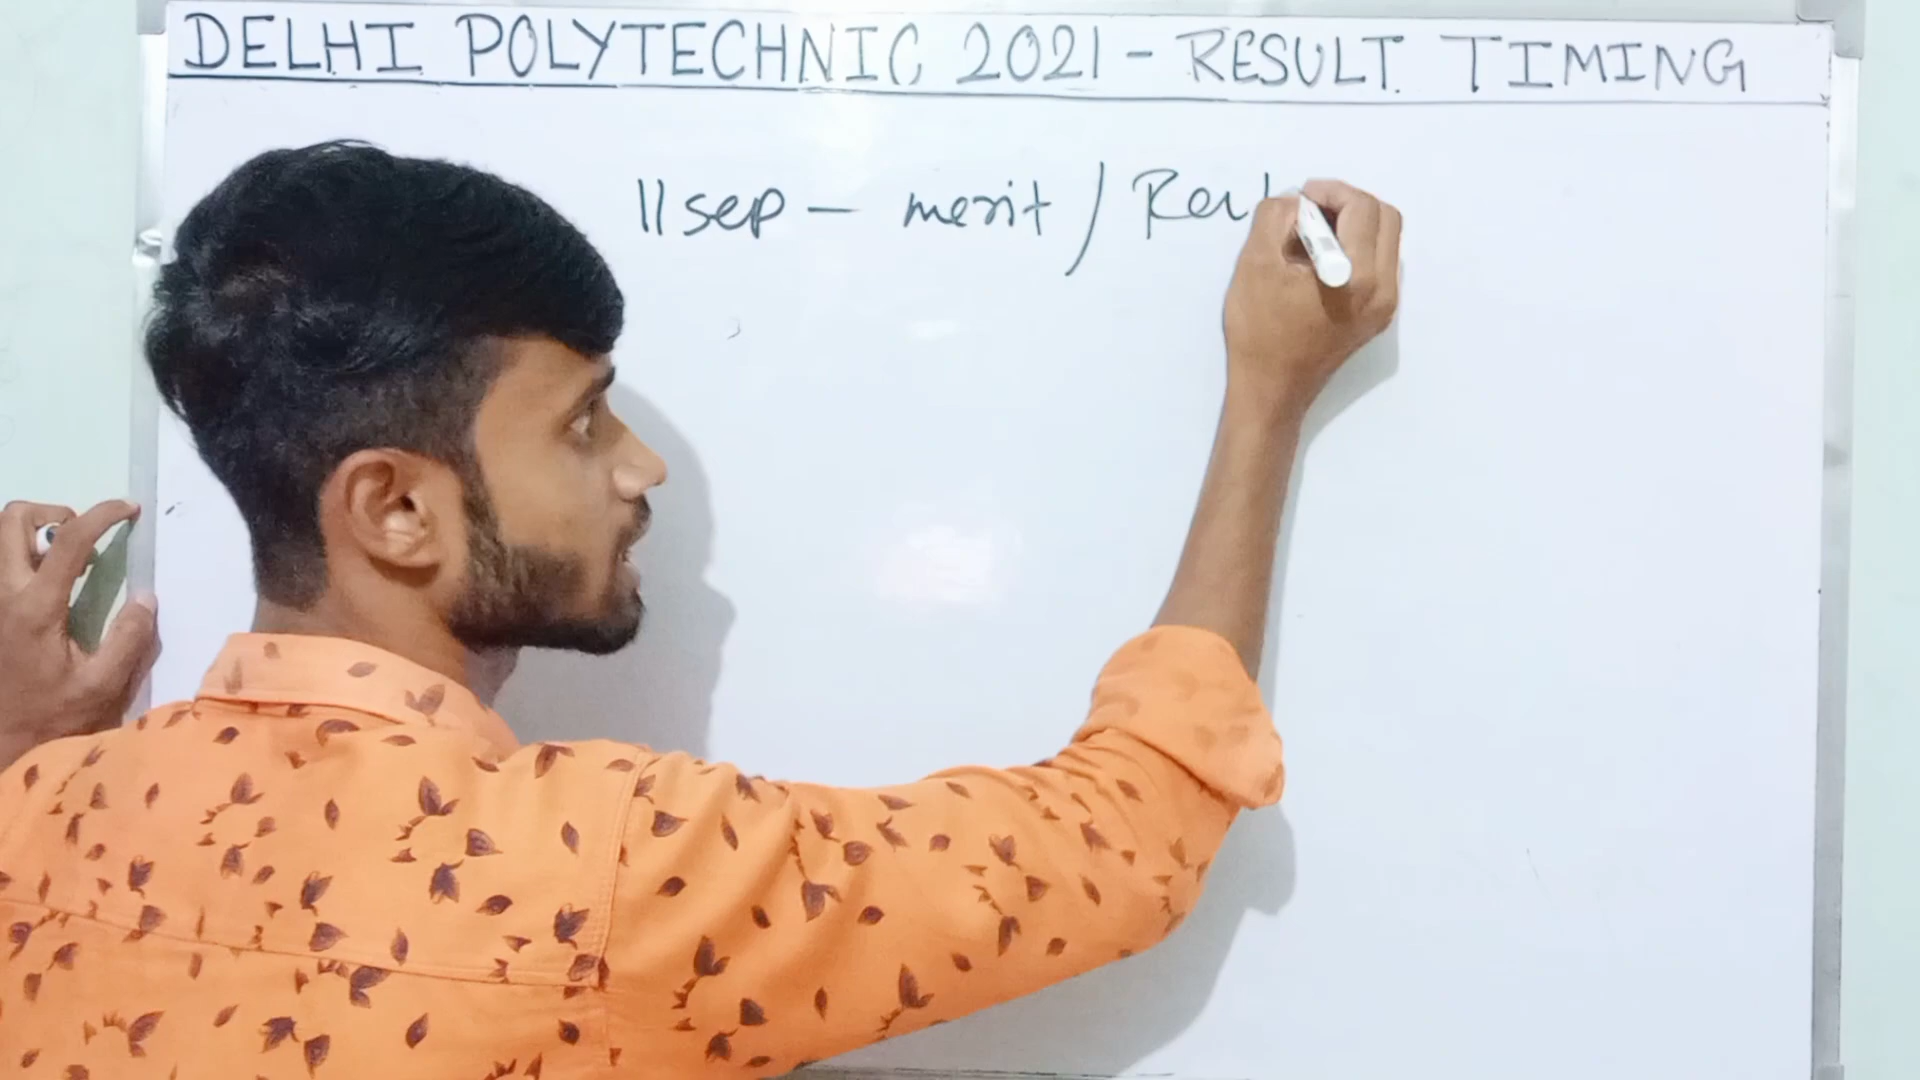 DELHI POLYTECHNIC 2021 - RESULT TIMING
11 sep - merit /